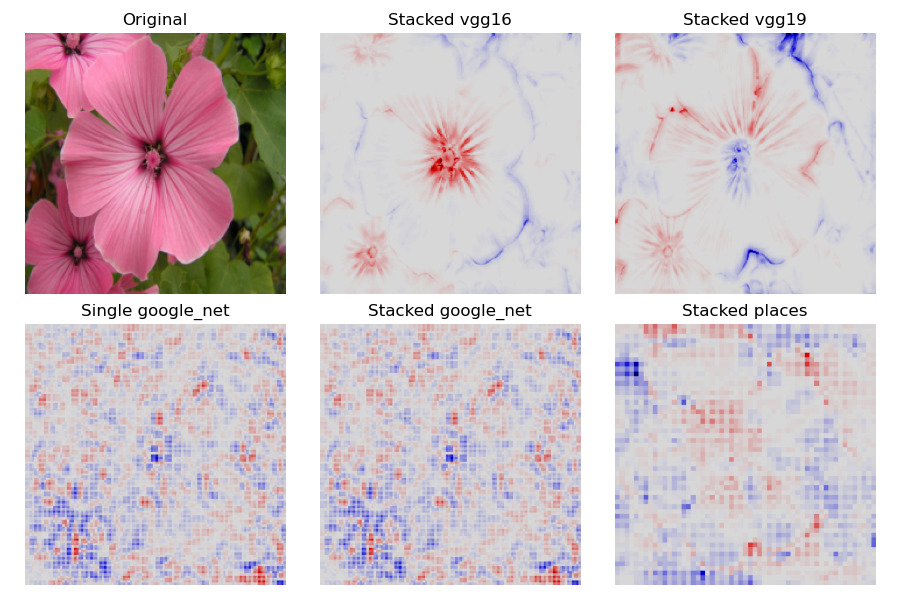 Original
Stacked vgg16
Stacked vgg19
Single google_net
Stacked google_net
Stacked places